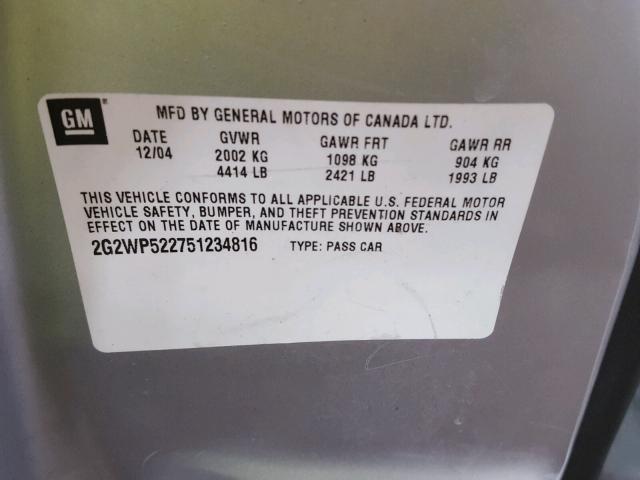 GM
MFD BY GENERAL MOTORS OF CANADA LTD.
DATE GVWR GAWR FRT GAWR RR
12/04 2002 KG 1098 KG 904 KG
4414 LB 2421 LB 1993 LB
THIS VEHICLE CONFORMS TO ALL APPLICABLE U.S. FEDERAL MOTOR
VEHICLE SAFETY, BUMPER, AND THEFT PREVENTION STANDARDS IN
EFFECT ON THE DATE OF MANUFACTURE SHOWN ABOVE.
2G2WP522751234816 TYPE: PASS CAR